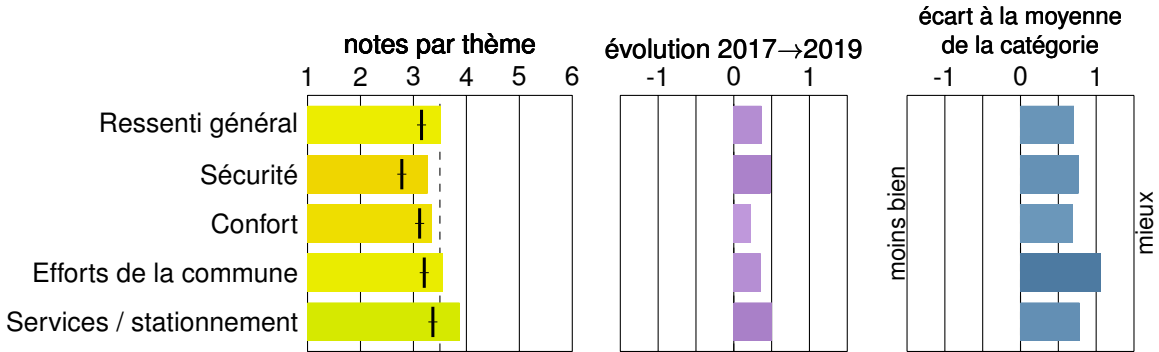 notes par thème
1 2 3 4 5 6
Ressenti général
Sécurité
Confort
Efforts de la commune
Services / stationnement
évolution 2017→2019
-1 0 1
écart à la moyenne
de la catégorie
-1 0 1
moins bien
mieux